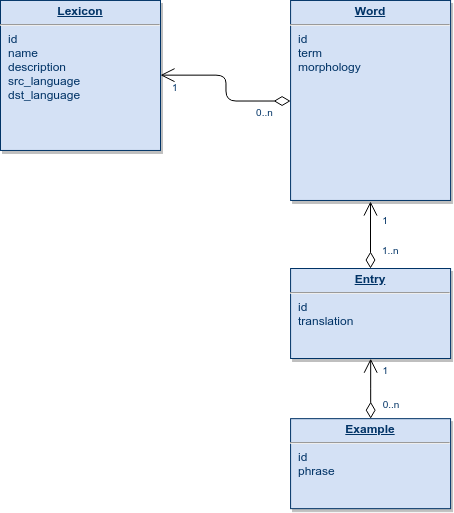 Lexicon
id
name
description
src_language
dst_language
1
0..n
Word
id
term
morphology
1
1..n
Entry
id
translation
1
0..n
Example
id
phrase